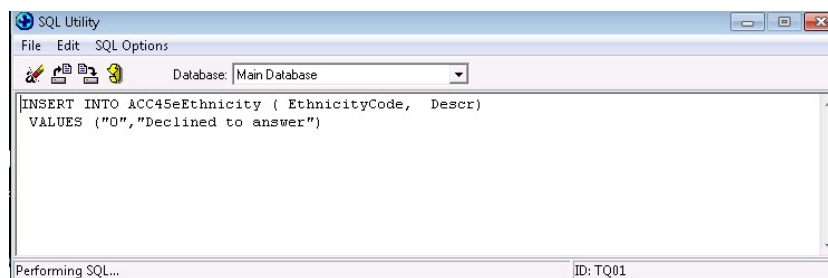 SQL Utility
File Edit SQL Options
Database: Main Database
INSERT INTO ACC45eEthnicity ( EthnicityCode, Descr)
VALUES ("O","Declined to answer")
Performing SQL...
ID: TQ01